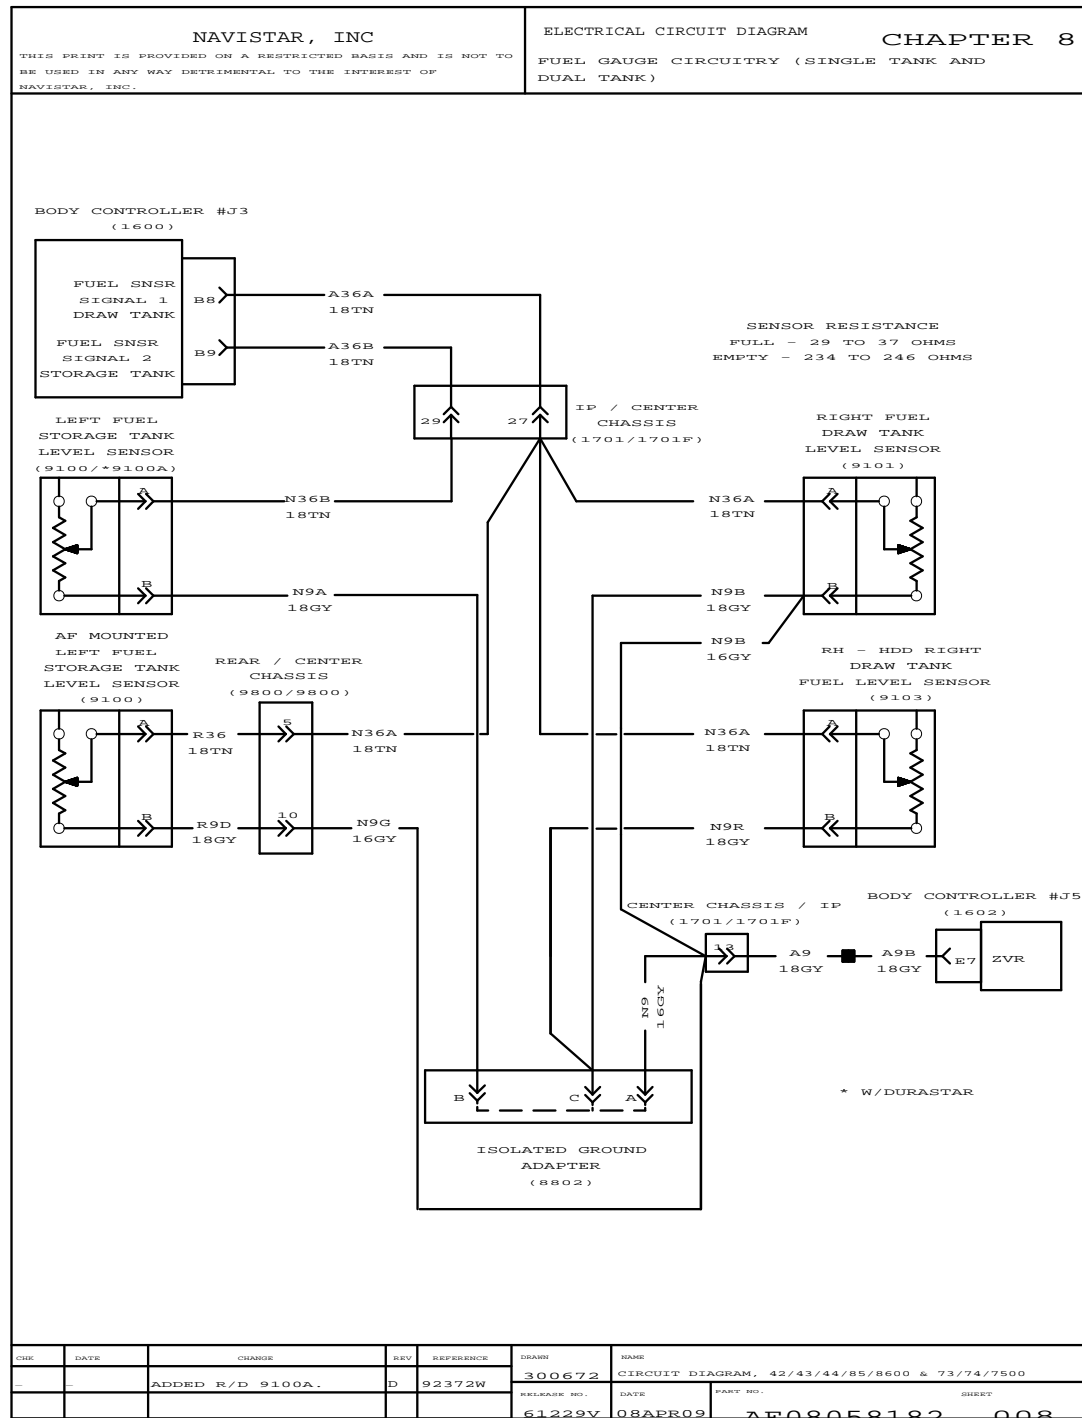 NAVISTAR, INC
THIS PRINT IS PROVIDED ON A RESTRICTED BASIS AND IS NOT TO
BE USED IN ANY WAY DETRIMENTAL TO THE INTEREST OF
NAVISTAR, INC.
ELECTRICAL CIRCUIT DIAGRAM
CHAPTER 8
FUEL GAUGE CIRCUITRY (SINGLE TANK AND
DUAL TANK)
BODY CONTROLLER #J3
(1600)
FUEL SNSR
SIGNAL 1
DRAW TANK
B8
A36A
18TN
FUEL SNSR
SIGNAL 2
STORAGE TANK
B9
A36B
18TN
SENSOR RESISTANCE
FULL - 29 TO 37 OHMS
EMPTY - 234 TO 246 OHMS
29
27
IP / CENTER
CHASSIS
(1701/1701F)
LEFT FUEL
STORAGE TANK
LEVEL SENSOR
(9100/*9100A)
A
N36B
18TN
B
N9A
18GY
RIGHT FUEL
DRAW TANK
LEVEL SENSOR
(9101)
N36A
18TN
A
N9B
18GY
B
N9B
16GY
AF MOUNTED
LEFT FUEL
STORAGE TANK
LEVEL SENSOR
(9100)
REAR / CENTER
CHASSIS
(9800/9800)
A
R36
18TN
5
N36A
18TN
B
R9D
18GY
10
N9G
16GY
RH - HDD RIGHT
DRAW TANK
FUEL LEVEL SENSOR
(9103)
N36A
18TN
A
N9R
18GY
B
CENTER CHASSIS / IP
(1701/1701F)
13
A9
18GY
A9B
18GY
BODY CONTROLLER #J5
(1602)
E7
ZVR
N9
16GY
B
C
A
ISOLATED GROUND
ADAPTER
(8802)
* W/DURASTAR
CHK
DATE
CHANGE
REV
REFERENCE
DRAWN
NAME
-
-
ADDED R/D 9100A.
D
92372W
300672
CIRCUIT DIAGRAM, 42/43/44/85/8600 & 73/74/7500
RELEASE NO.
DATE
PART NO.
SHEET
61229V
08APR09
AE08058182
008